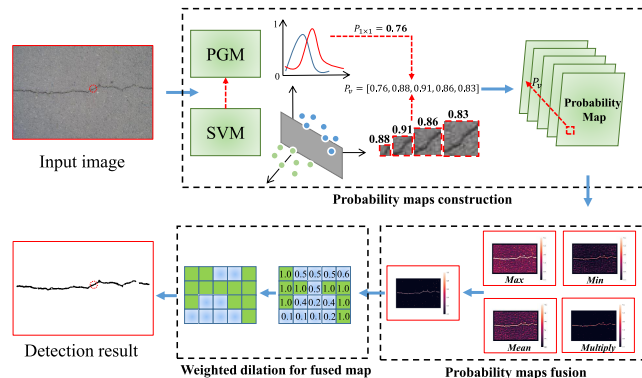 PGM
SVM
P1×1 = 0.76
Pv = [0.76, 0.88, 0.91, 0.86, 0.83]
0.88
0.91
0.86
0.83
Pv
Probability
Map
Input image
Probability maps construction
1.0 0.5 0.5 0.5 0.6
1.0 1.0 0.5 1.0 1.0
1.0 0.4 0.2 0.4 1.0
0.1 0.1 0.1 0.2 1.0
Max
Min
Mean
Multiply
Detection result
Weighted dilation for fused map
Probability maps fusion